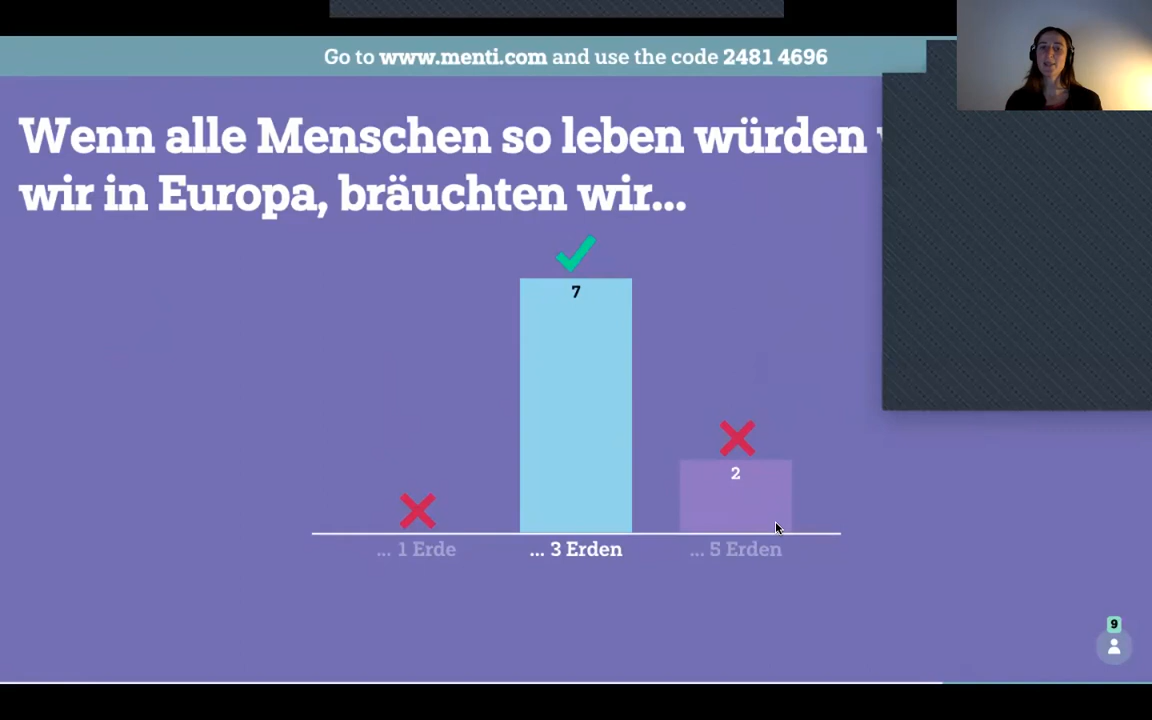 Go to www.menti.com and use the code 2481 4696
Wenn alle Menschen so leben würden
wir in Europa, bräuchten wir...
7
2
... 1 Erde
... 3 Erden
... 5 Erden
9